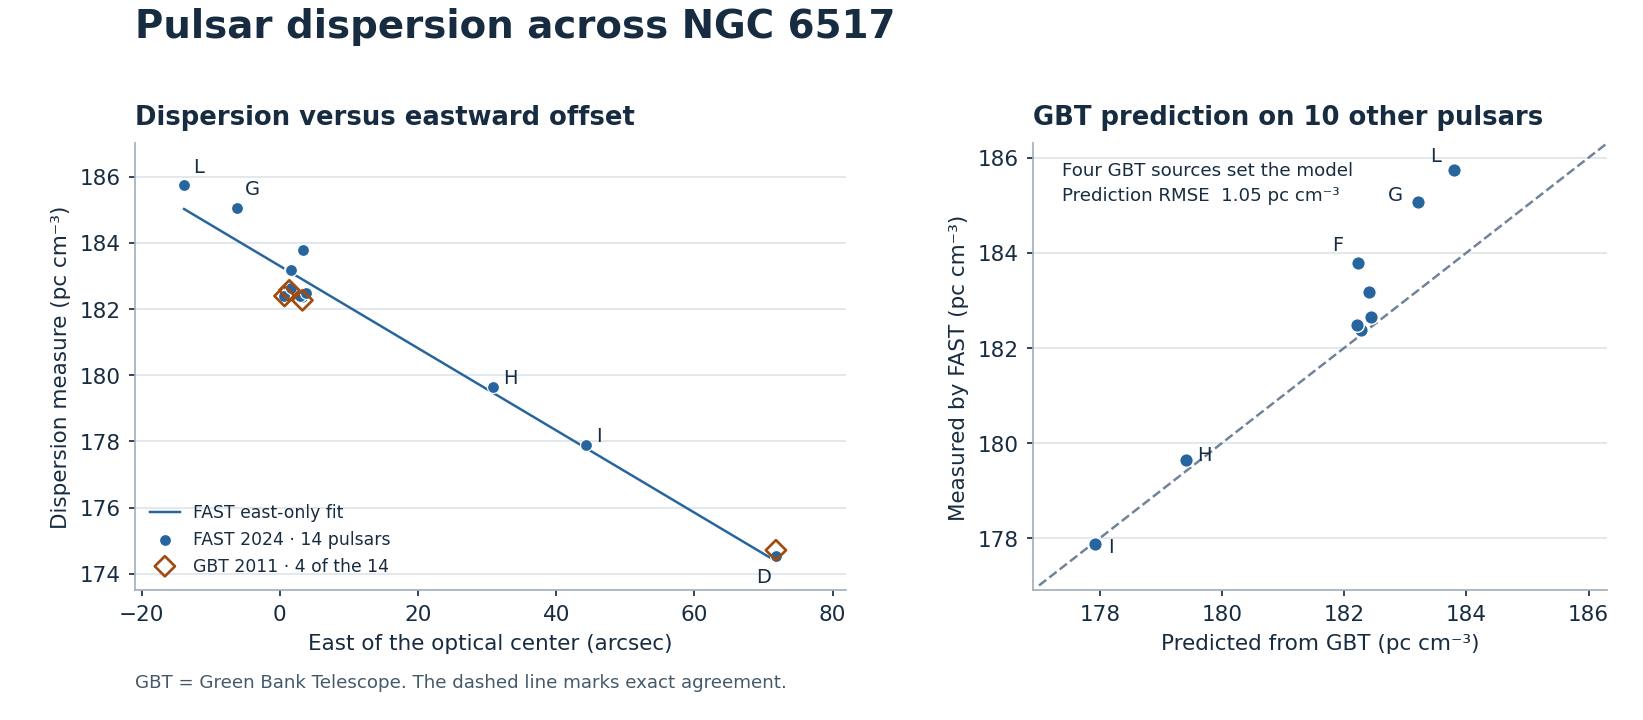 Pulsar dispersion across NGC 6517
Dispersion versus eastward offset
Dispersion measure (pc cm⁻³)
186
184
182
180
178
176
174
L
G
H
I
D
FAST east-only fit
FAST 2024 · 14 pulsars
GBT 2011 · 4 of the 14
−20
0
20
40
60
80
East of the optical center (arcsec)
GBT prediction on 10 other pulsars
Measured by FAST (pc cm⁻³)
186
184
182
180
178
Four GBT sources set the model
Prediction RMSE 1.05 pc cm⁻³
L
G
F
H
I
178
180
182
184
186
Predicted from GBT (pc cm⁻³)
GBT = Green Bank Telescope. The dashed line marks exact agreement.